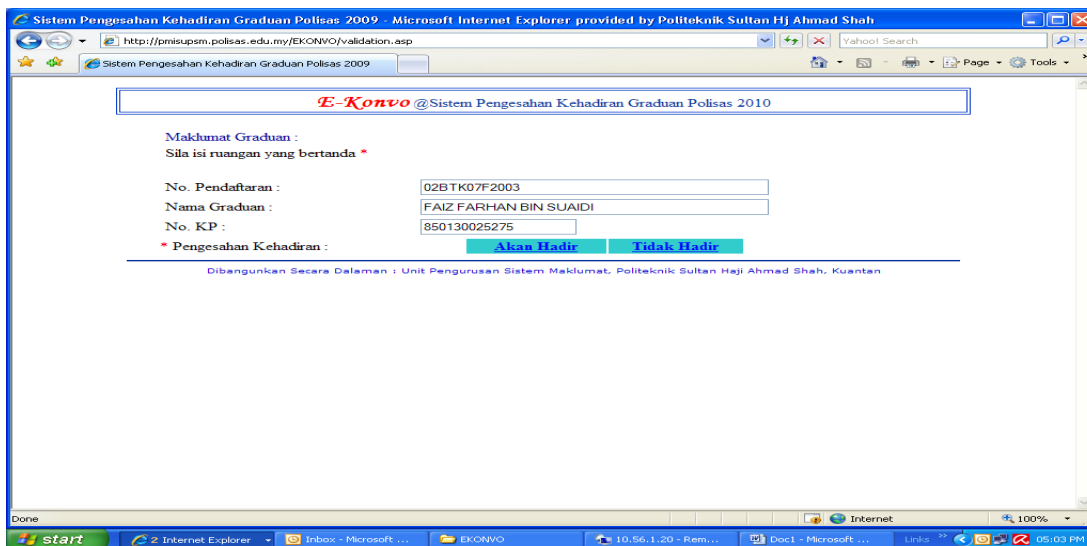 Sistem Pengesahan Kehadiran Graduan Polisas 2009 - Microsoft Internet Explorer provided by Politeknik Sultan Hj Ahmad Shah
http://pmisupsm.polisas.edu.my/EKONVO/validation.asp Yahoo! Search
Sistem Pengesahan Kehadiran Graduan Polisas 2009 Page Tools
E-Konvo @Sistem Pengesahan Kehadiran Graduan Polisas 2010
Maklumat Graduan :
Sila isi ruangan yang bertanda *
No. Pendaftaran : 02BTK07F2003
Nama Graduan : FAIZ FARHAN BIN SUAIDI
No. KP : 850130025275
* Pengesahan Kehadiran : Akan Hadir Tidak Hadir
Dibangunkan Secara Dalaman : Unit Pengurusan Sistem Maklumat, Politeknik Sultan Haji Ahmad Shah, Kuantan
Done Internet 100%
start 2 Internet Explorer Inbox - Microsoft ... EKONVO 10.56.1.20 - Rem... Doc1 - Microsoft ... Links 05:03 PM